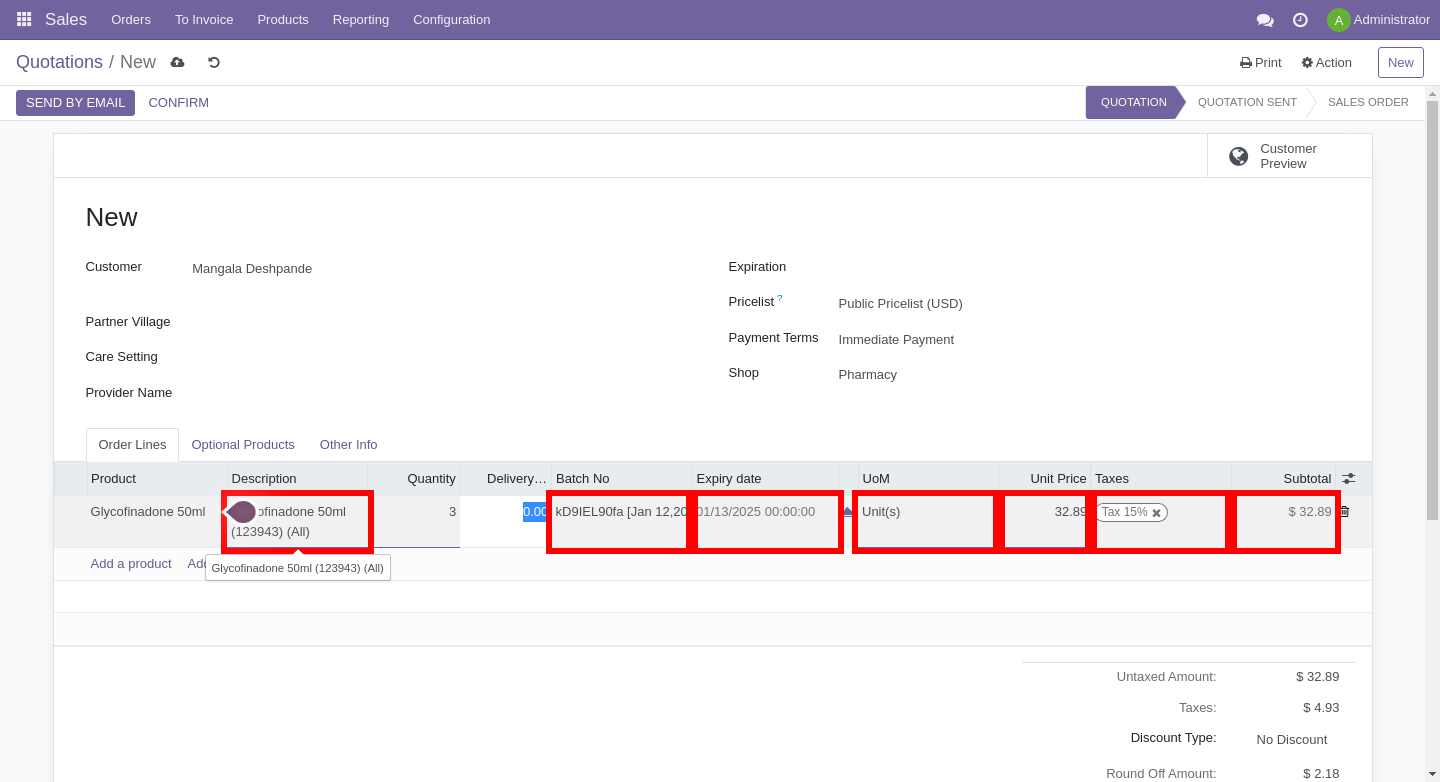 Sales Orders To Invoice Products Reporting Configuration A Administrator
Quotations / New Print Action New
SEND BY EMAIL CONFIRM QUOTATION QUOTATION SENT SALES ORDER
Customer
Preview
New
Customer Mangala Deshpande Expiration
Pricelist ? Public Pricelist (USD)
Partner Village
Payment Terms Immediate Payment
Care Setting
Shop Pharmacy
Provider Name
Order Lines Optional Products Other Info
Product Description Quantity Delivery… Batch No Expiry date UoM Unit Price Taxes Subtotal
Glycofinadone 50ml ofinadone 50ml 3 0.00 kD9IEL90fa [Jan 12,20 01/13/2025 00:00:00 Unit(s) 32.89 Tax 15% $ 32.89
(123943) (All)
Add a product Add
Glycofinadone 50ml (123943) (All)
Untaxed Amount: $ 32.89
Taxes: $ 4.93
Discount Type: No Discount
Round Off Amount: $ 2.18